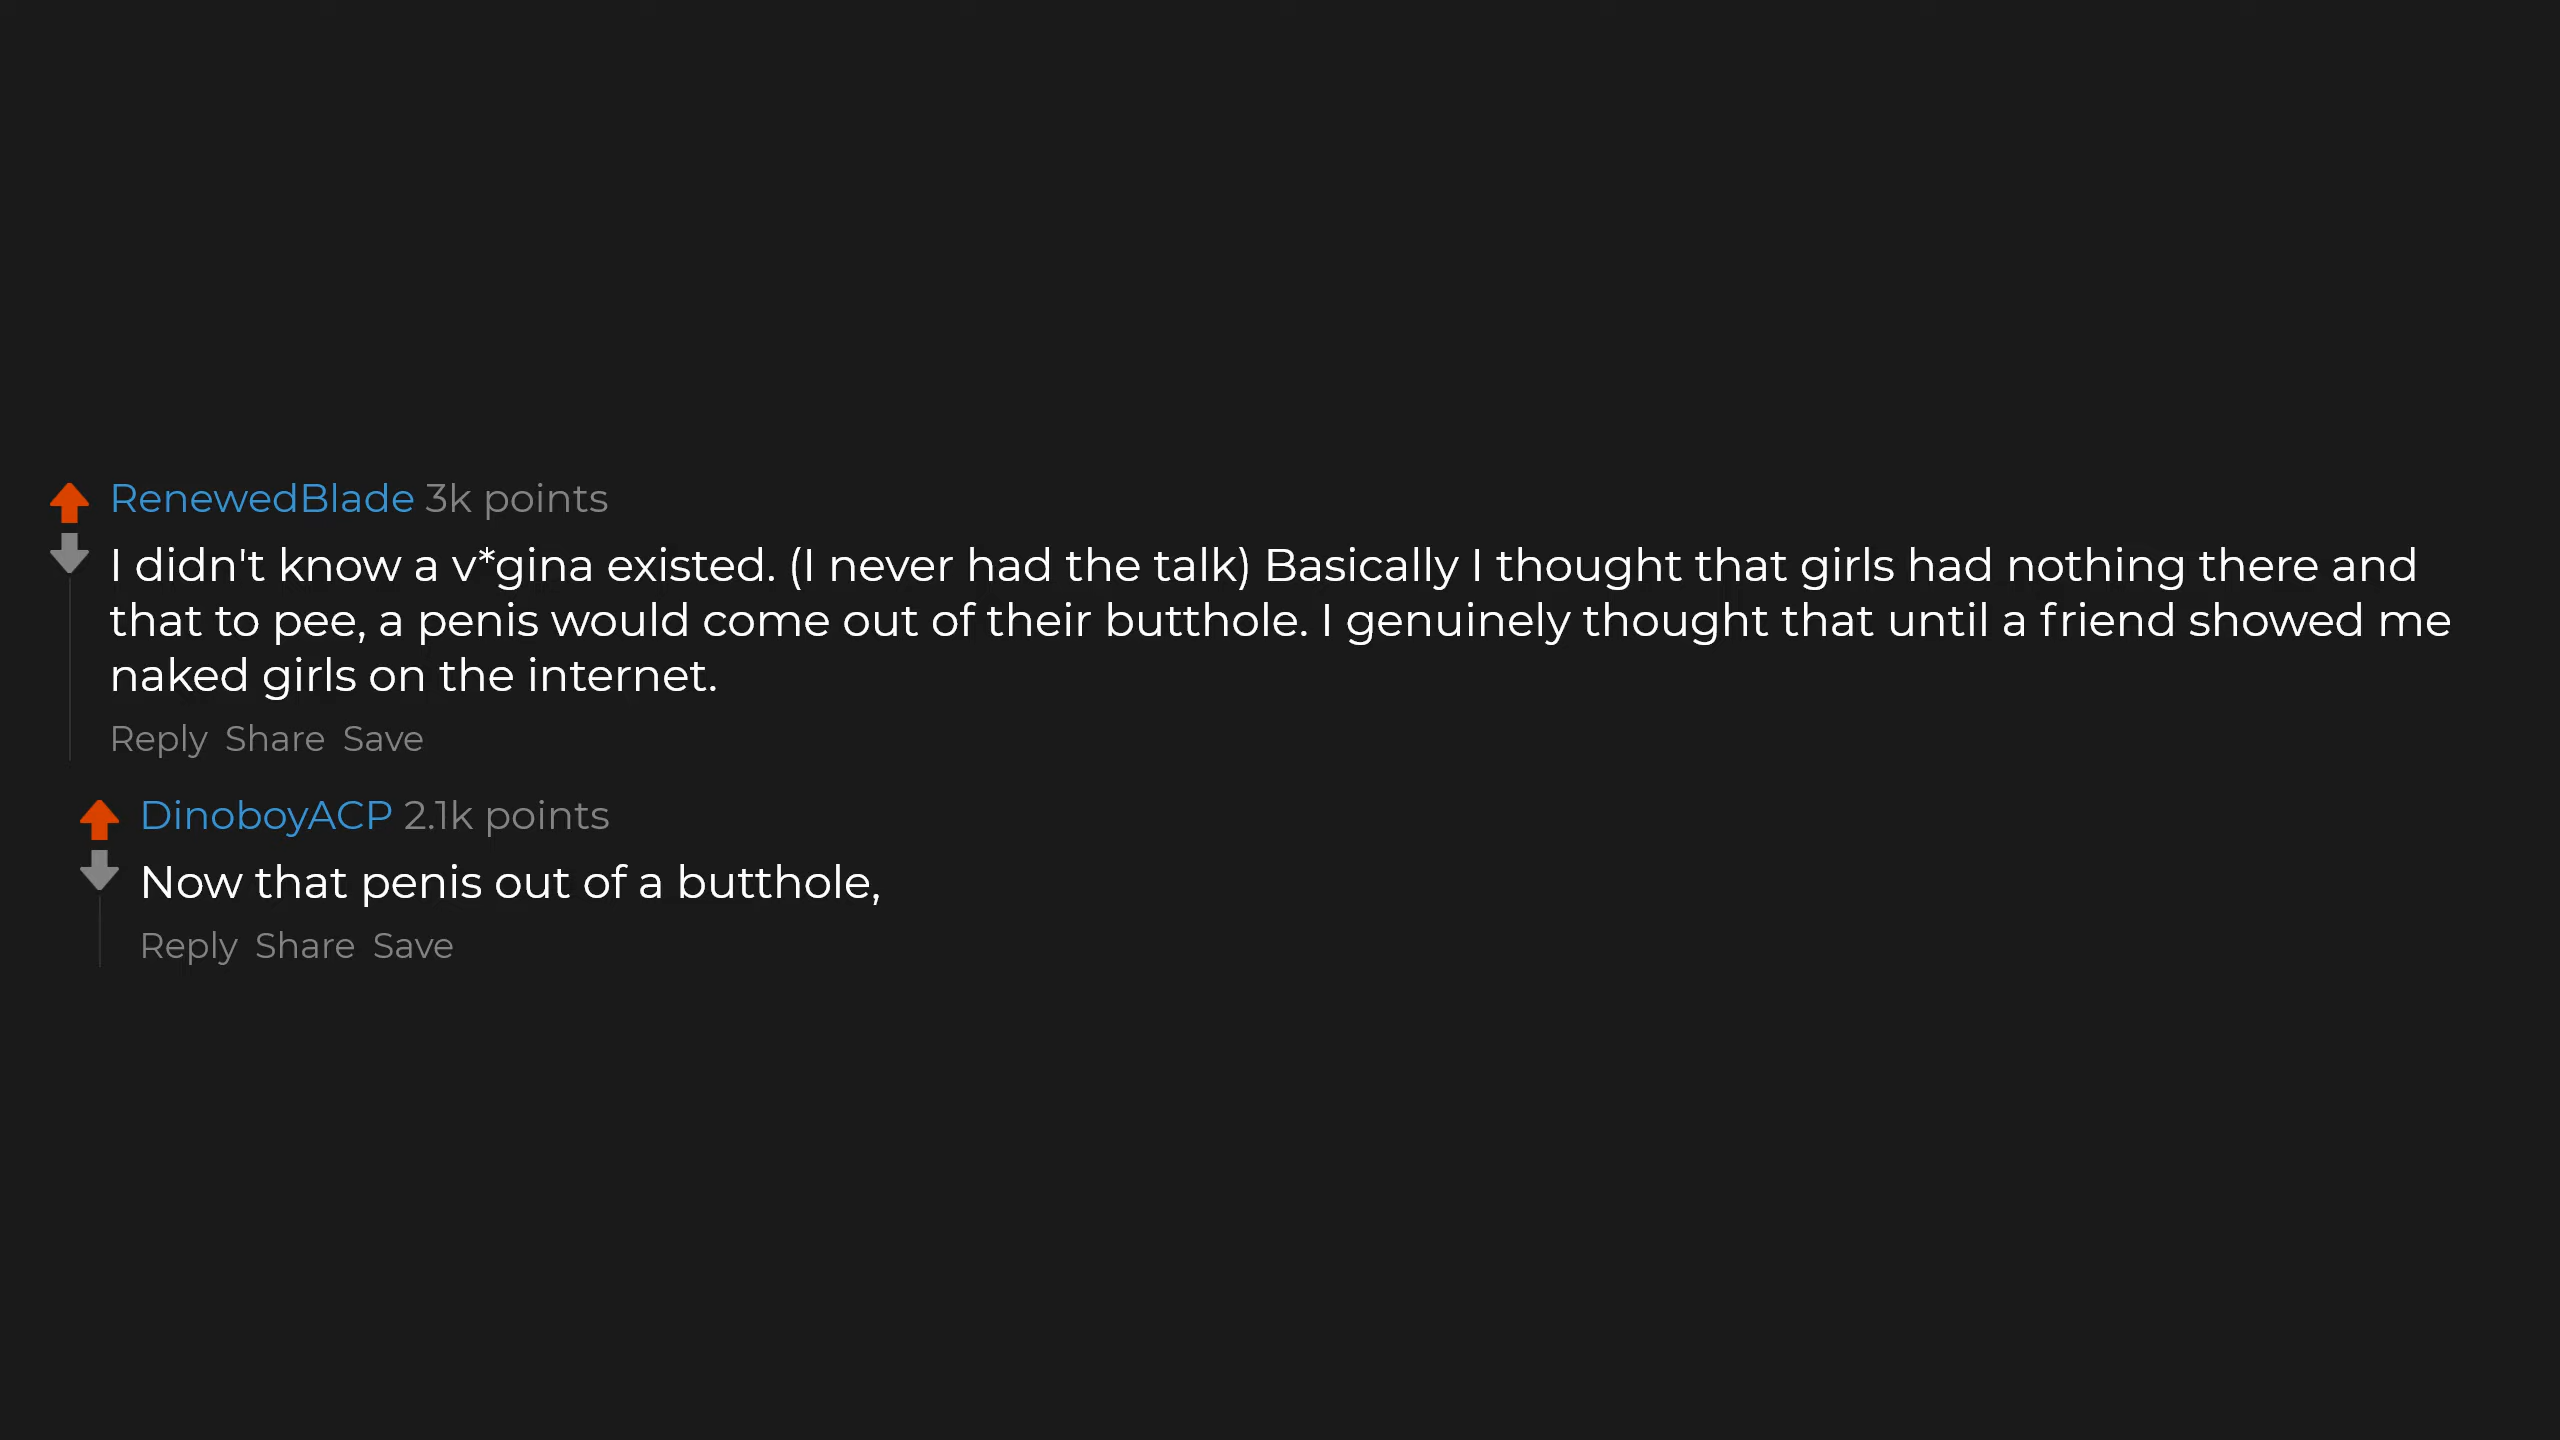 RenewedBlade 3k points
I didn't know a v*gina existed. (I never had the talk) Basically I thought that girls had nothing there and
that to pee, a penis would come out of their butthole. I genuinely thought that until a friend showed me
naked girls on the internet.
Reply Share Save
DinoboyACP 2.1k points
Now that penis out of a butthole,
Reply Share Save